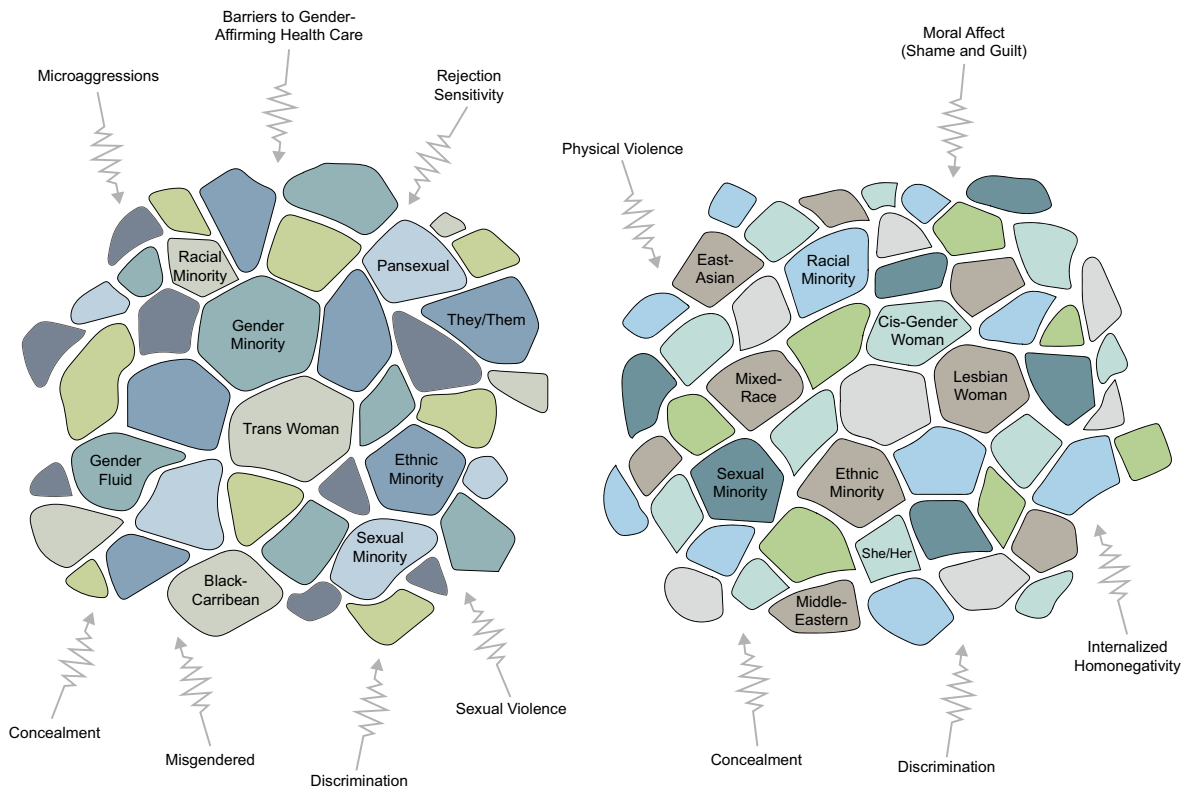 Barriers to Gender-
Affirming Health Care
Microaggressions
Rejection
Sensitivity
Racial
Minority
Pansexual
Gender
Minority
They/Them
Trans Woman
Gender
Fluid
Ethnic
Minority
Sexual
Minority
Black-
Carribean
Concealment
Misgendered
Discrimination
Sexual Violence
Moral Affect
(Shame and Guilt)
Physical Violence
East-
Asian
Racial
Minority
Cis-Gender
Woman
Mixed-
Race
Lesbian
Woman
Sexual
Minority
Ethnic
Minority
She/Her
Middle-
Eastern
Internalized
Homonegativity
Concealment
Discrimination